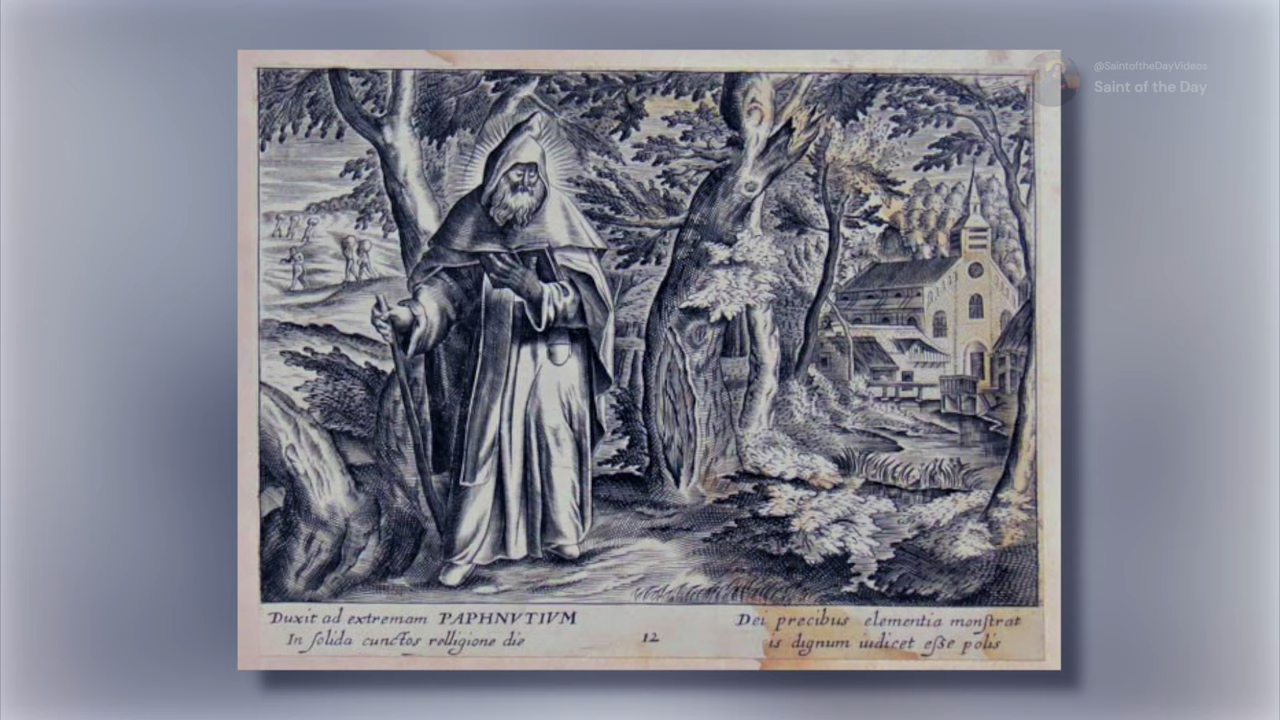 @SaintoftheDayVideos
Saint of the Day
Duxit ad extremam PAPHNVTIVM
In solida cunctos relligione die
12
Dei precibus elementia monstrat
is dignum iudicet esse polis